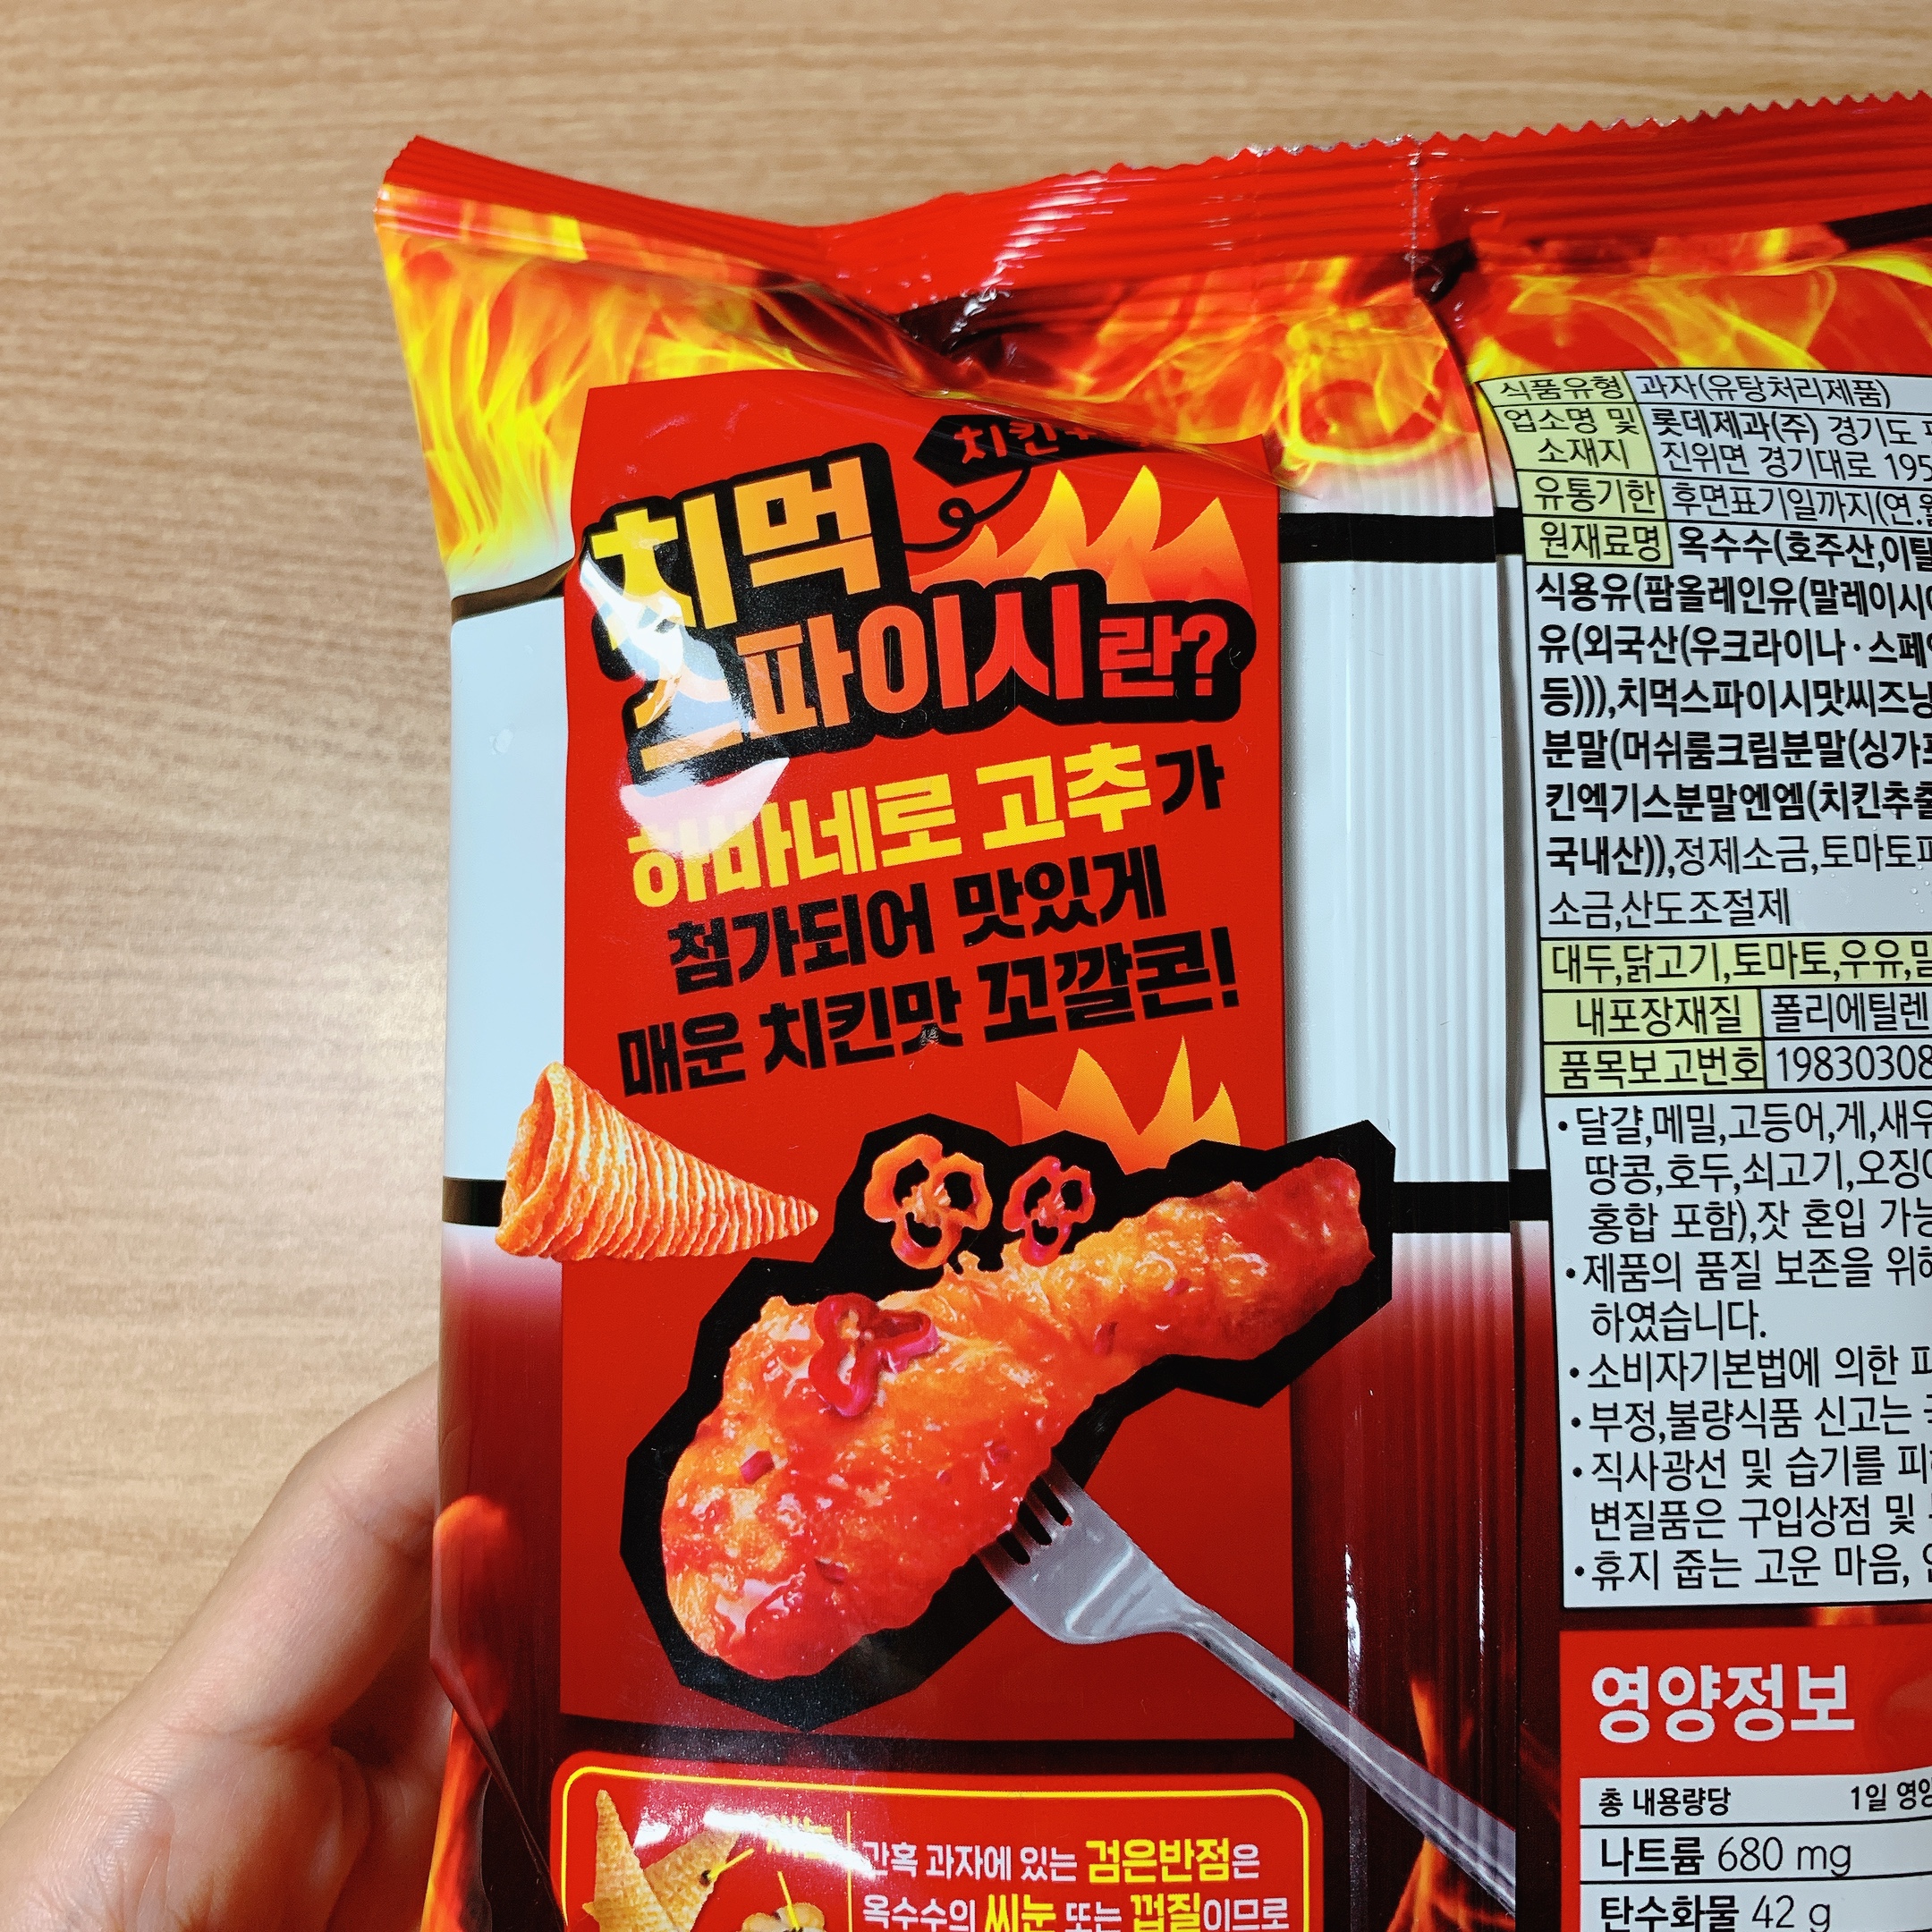 치킨
치먹
스파이시란?
하바네로 고추가
첨가되어 맛있게
매운 치킨맛 꼬깔콘!
간혹 과자에 있는 검은반점은
옥수수의 씨눈 또는 껍질이므로
식품유형 과자(유탕처리제품)
업소명 및 롯데제과(주) 경기도
소재지 진위면 경기대로 195
유통기한 후면표기일까지(연.월
원재료명 옥수수(호주산,이탈
식용유(팜올레인유(말레이시아
유(외국산(우크라이나·스페인
등))),치먹스파이시맛씨즈닝
분말(머쉬룸크림분말(싱가포
킨엑기스분말엔엠(치킨추출
국내산)),정제소금,토마토
소금,산도조절제
대두,닭고기,토마토,우유,밀
내포장재질 폴리에틸렌
품목보고번호 19830308
•달걀,메밀,고등어,게,새우
땅콩,호두,쇠고기,오징어
홍합 포함),잣 혼입 가능
•제품의 품질 보존을 위해
하였습니다.
•소비자기본법에 의한 피
•부정,불량식품 신고는
•직사광선 및 습기를 피
변질품은 구입상점 및
•휴지 줍는 고운 마음,
영양정보
총 내용량당 1일 영양
나트륨 680 mg
탄수화물 42 g